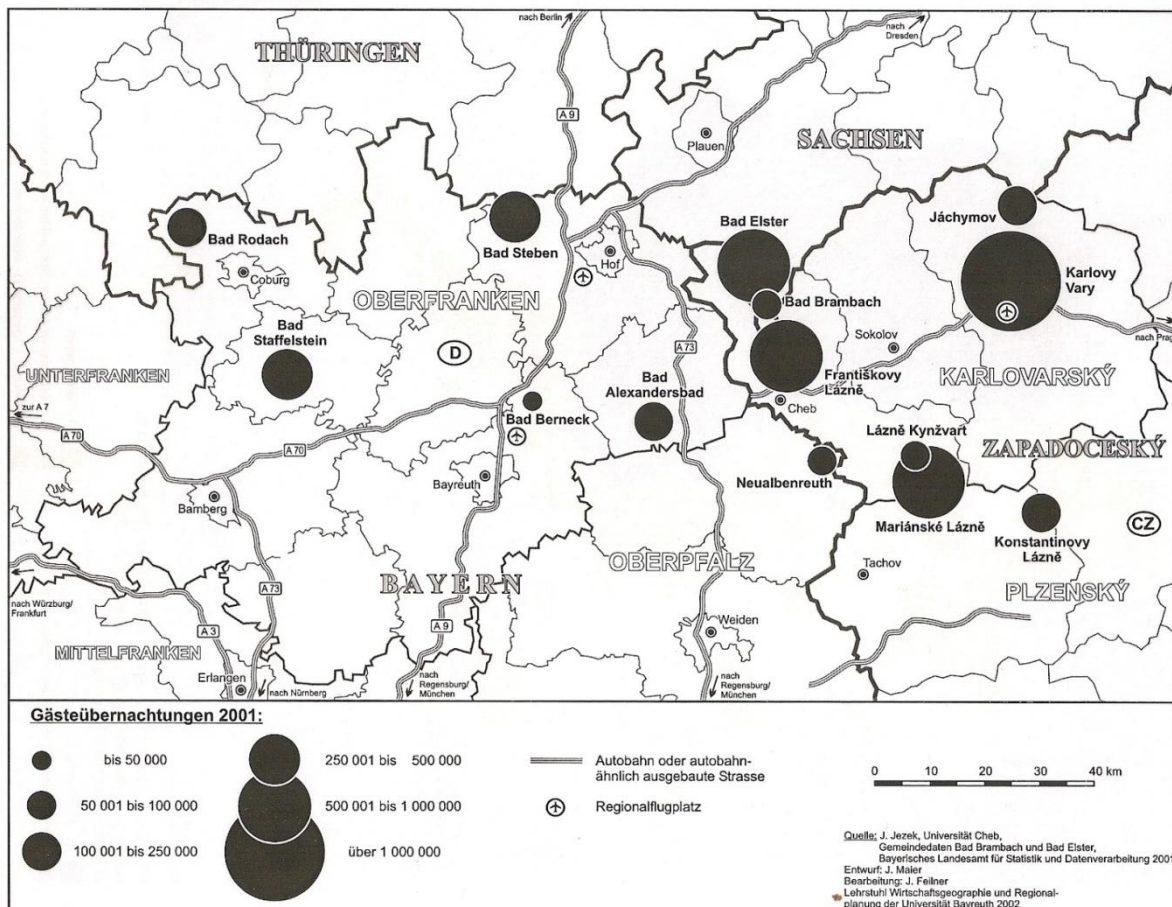 nach Berlin
nach
Dresden
THÜRINGEN
A 9
Plauen
SACHSEN
Bad Rodach
Coburg
Bad Steben
Hof
Bad Elster
Jáchymov
Bad Brambach
Karlovy
Vary
OBERFRANKEN
Bad
Staffelstein
D
A 73
Sokolov
nach Prag
UNTERFRANKEN
Bad
Alexandersbad
Františkovy
Lázně
KARLOVARSKÝ
zur A 7
Bad Berneck
Cheb
A 70
A 70
Lázně Kynžvart
ZAPADOCESKÝ
Bayreuth
Neualbenreuth
Bamberg
Mariánské Lázně
Konstantinovy
Lázně
CZ
OBERPFALZ
Tachov
BAYERN
PLZENSKÝ
nach Würzburg/
Frankfurt
A 73
A 3
A 9
Weiden
MITTELFRANKEN
Erlangen
nach Nürnberg
nach
Regensburg/
München
nach
Regensburg/
München
Gästeübernachtungen 2001:
bis 50 000
50 001 bis 100 000
100 001 bis 250 000
250 001 bis 500 000
500 001 bis 1 000 000
über 1 000 000
Autobahn oder autobahn-
ähnlich ausgebaute Strasse
Regionalflugplatz
0 10 20 30 40 km
Quelle: J. Jezek, Universität Cheb,
Gemeindedaten Bad Brambach und Bad Elster,
Bayerisches Landesamt für Statistik und Datenverarbeitung 2001
Entwurf: J. Maier
Bearbeitung: J. Feilner
Lehrstuhl Wirtschaftsgeographie und Regional-
planung der Universität Bayreuth 2002